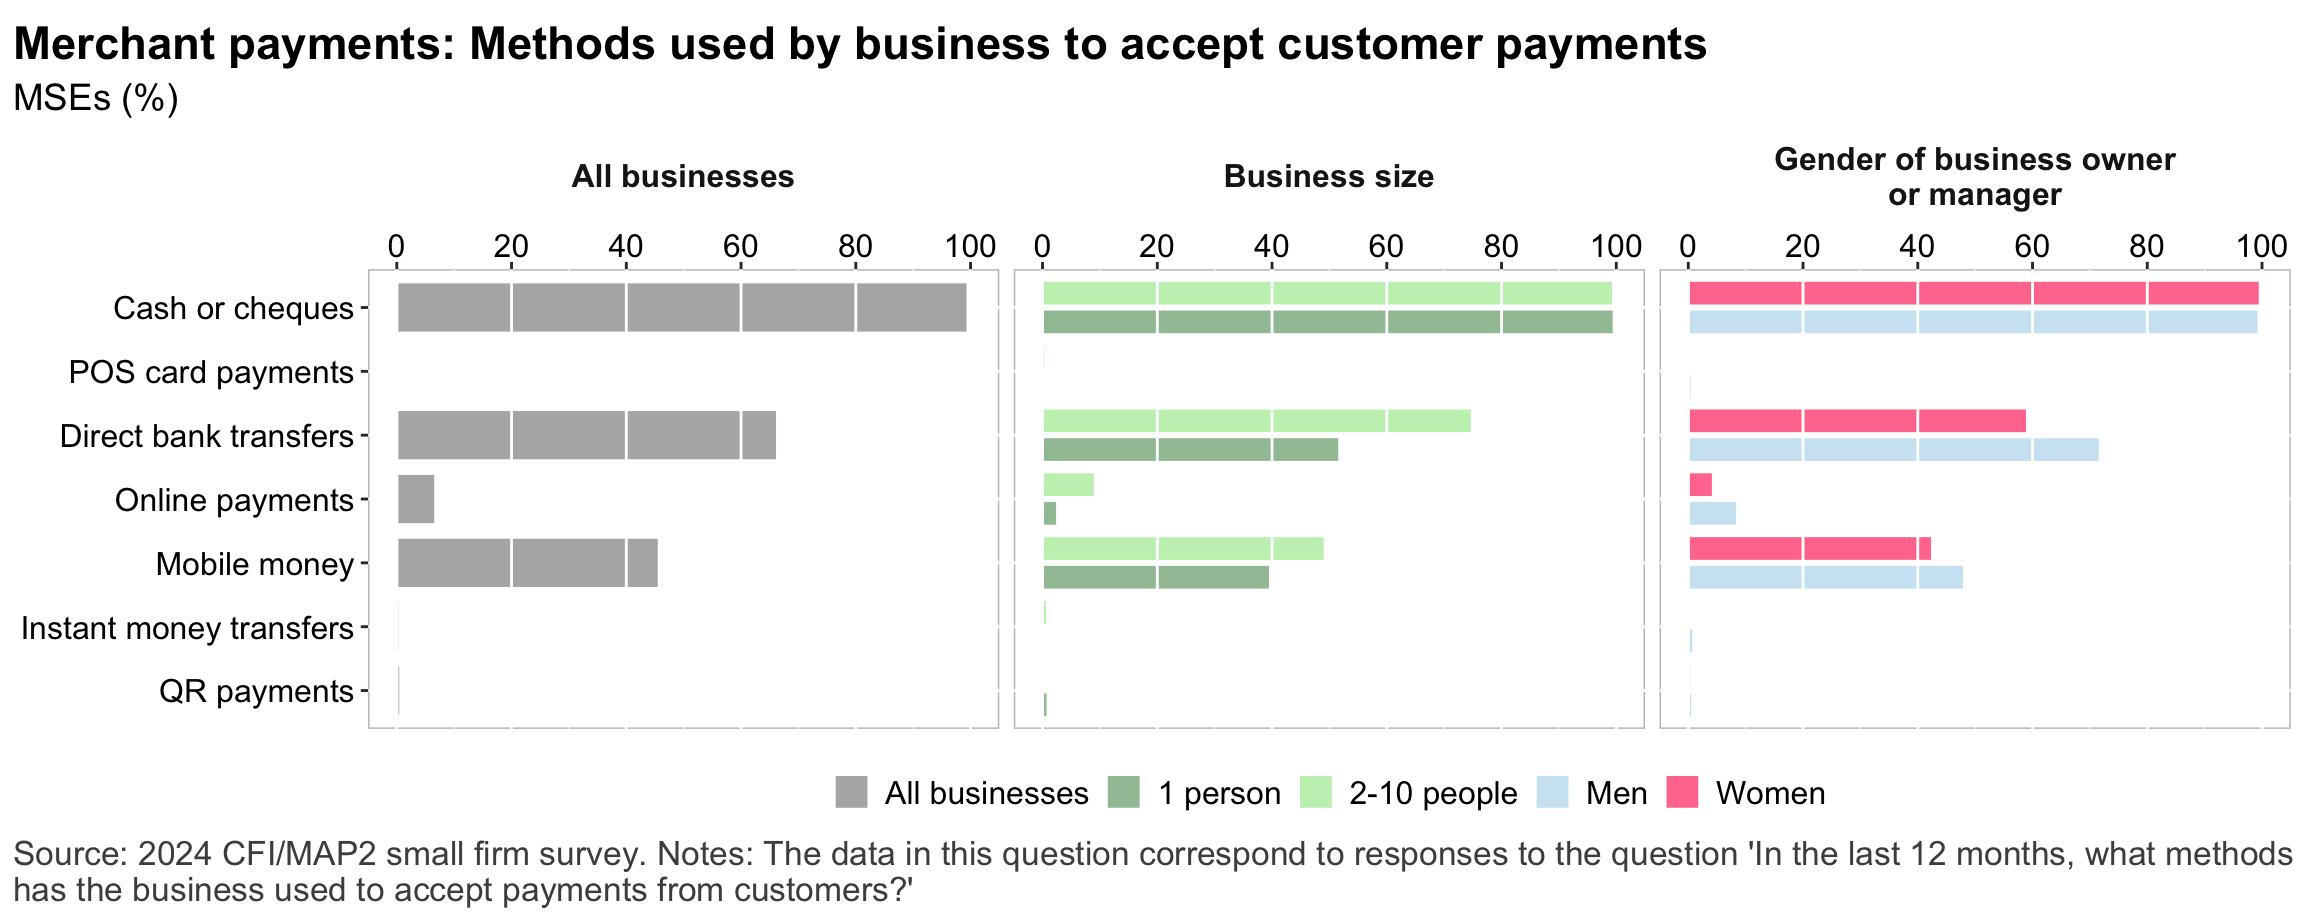 Merchant payments: Methods used by business to accept customer payments
MSEs (%)
All businesses
Business size
Gender of business owner
or manager
0 20 40 60 80 100
0 20 40 60 80 100
0 20 40 60 80 100
Cash or cheques
POS card payments
Direct bank transfers
Online payments
Mobile money
Instant money transfers
QR payments
All businesses 1 person 2-10 people Men Women
Source: 2024 CFI/MAP2 small firm survey. Notes: The data in this question correspond to responses to the question 'In the last 12 months, what methods
has the business used to accept payments from customers?'